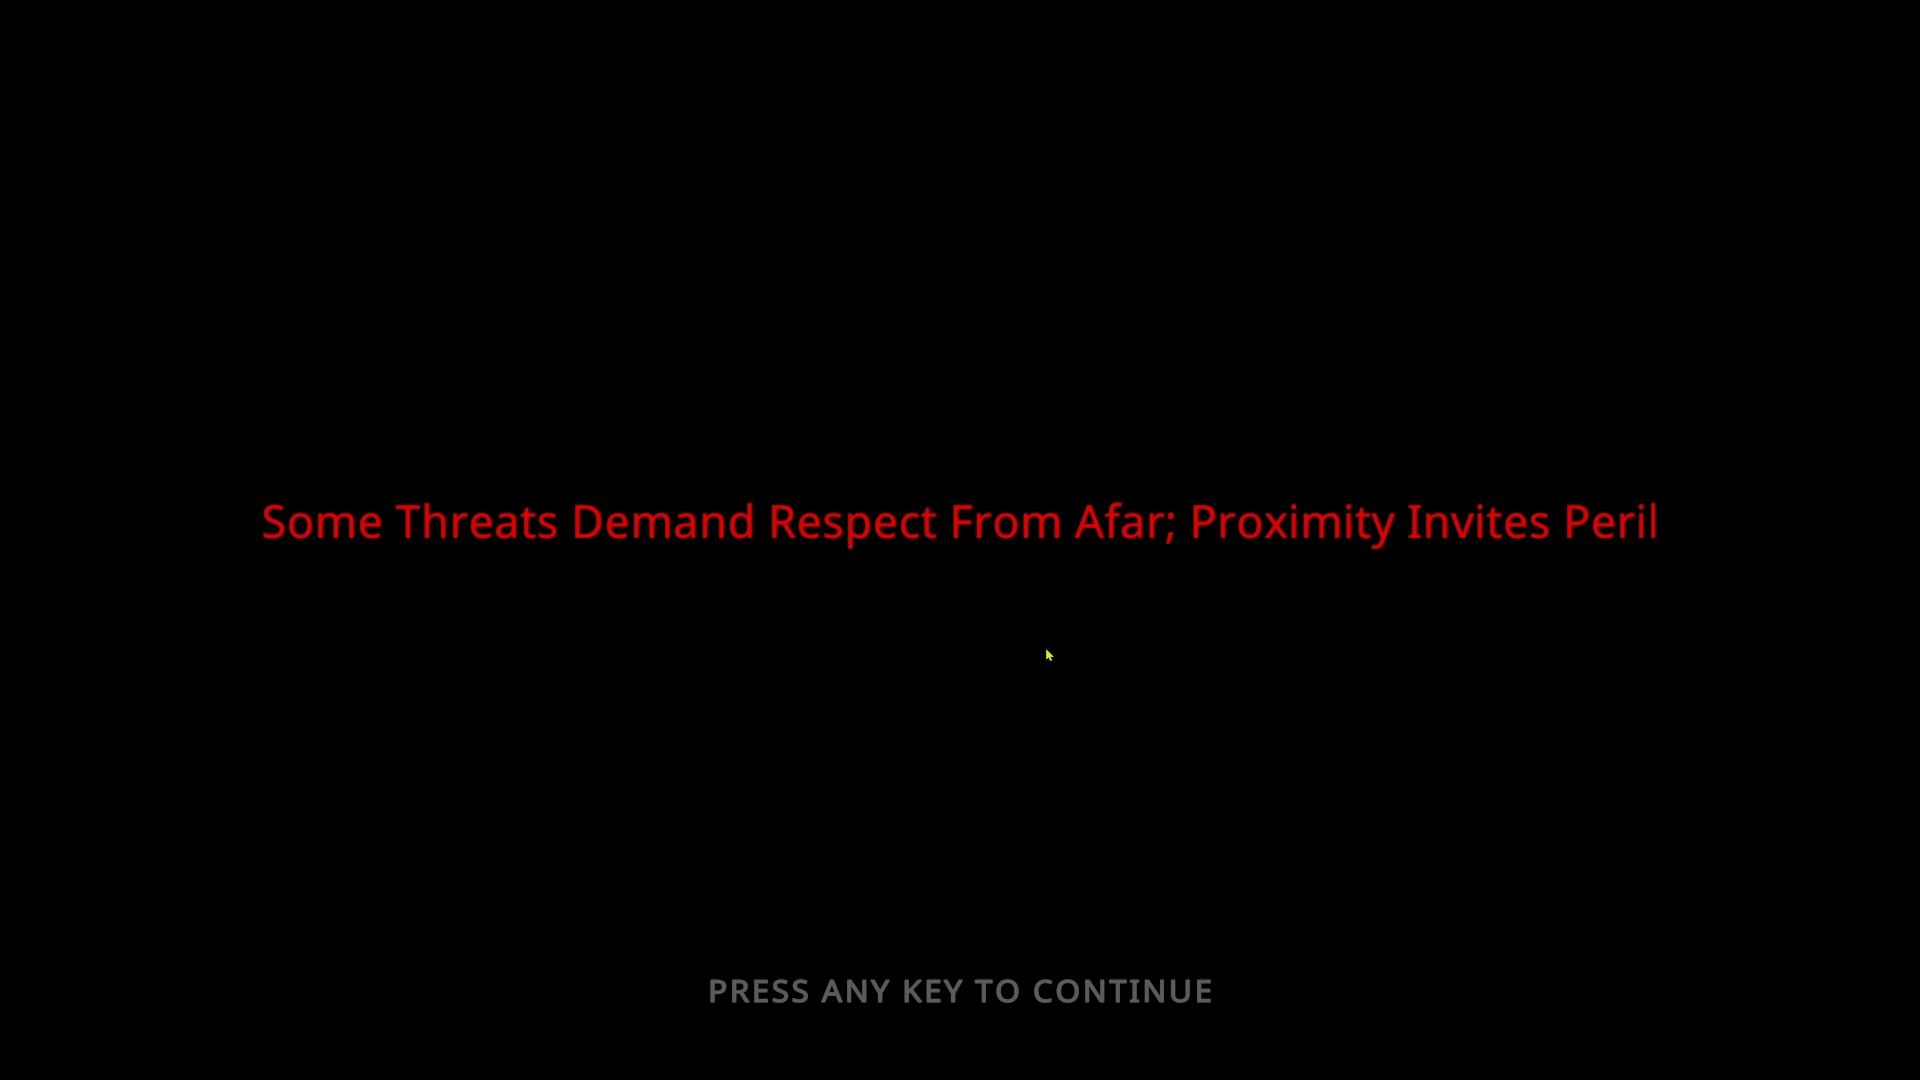 Some Threats Demand Respect From Afar; Proximity Invites Peril
PRESS ANY KEY TO CONTINUE